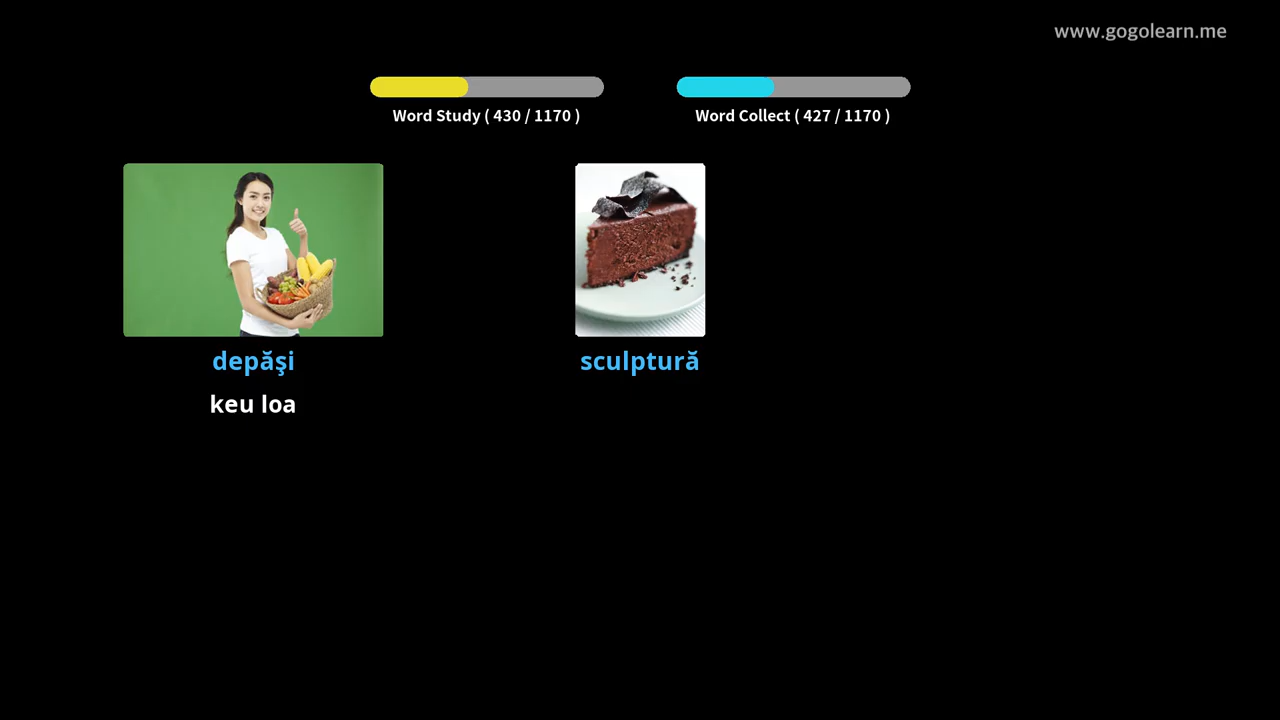 www.gogolearn.me
Word Study ( 430 / 1170 )
Word Collect ( 427 / 1170 )
depăşi
sculptură
keu loa